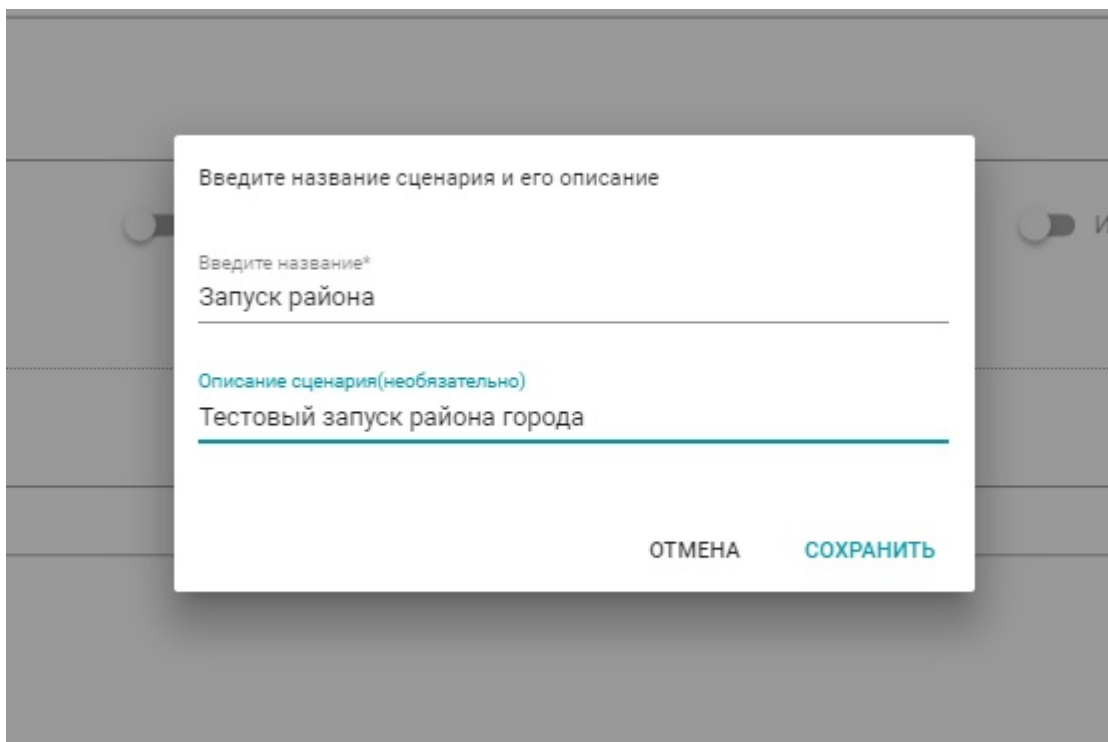 Введите название сценария и его описание
И
Введите название*
Запуск района
Описание сценария(необязательно)
Тестовый запуск района города
ОТМЕНА СОХРАНИТЬ